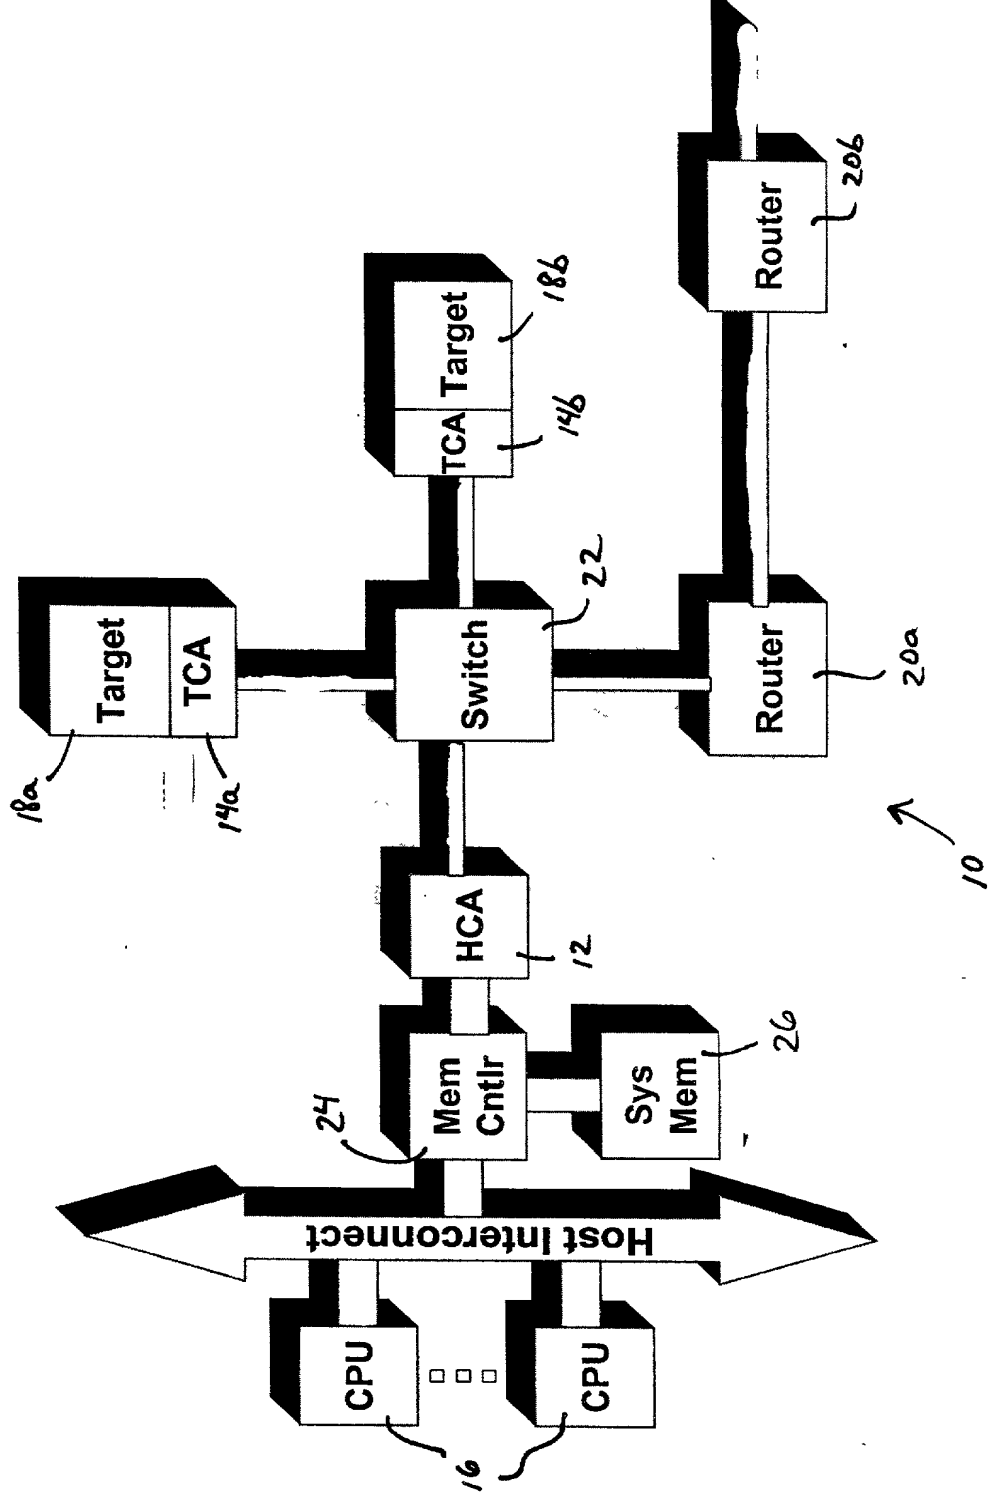 18a
Target
TCA
14a
CPU
16
CPU
Host Interconnect
24
Mem
Cntlr
Sys
Mem
26
HCA
12
Switch
22
TCA
Target
14b
18b
Router
20a
Router
20b
10